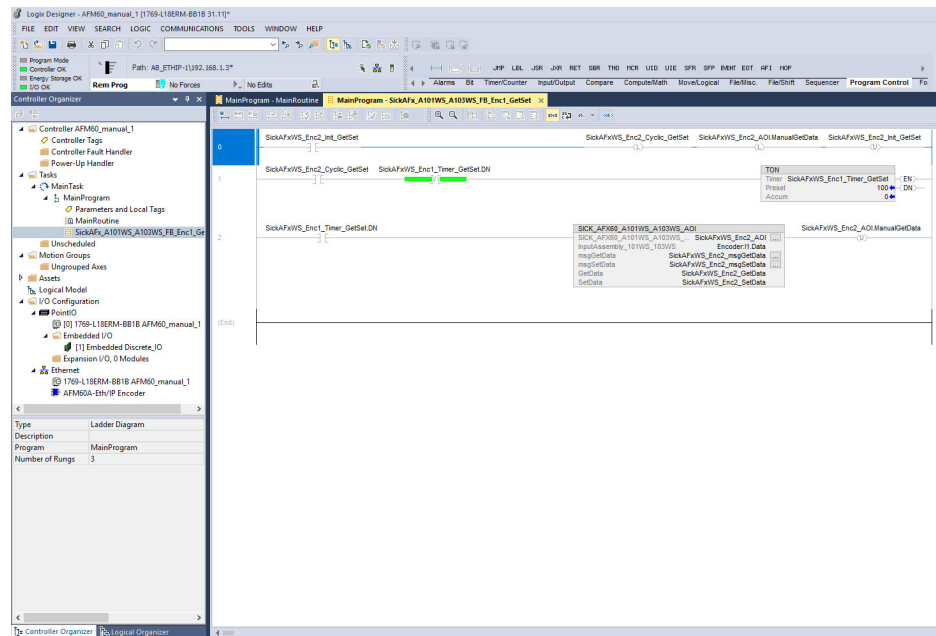 Logix Designer - AFM60_manual_1 [1769-L18ERM-BB1B 31.11]*
FILE EDIT VIEW SEARCH LOGIC COMMUNICATIONS TOOLS WINDOW HELP
Program Mode
Controller OK
Energy Storage OK
I/O OK
Path: AB_ETHIP-1\192.168.1.3*
Rem Prog
No Forces
No Edits
JMP LBL JSR JXR RET SBR TND MCR UID UIE SFR SFP EVENT EOT AFI NOP
Alarms Bit Timer/Counter Input/Output Compare Compute/Math Move/Logical File/Misc. File/Shift Sequencer Program Control Fo
Controller Organizer
MainProgram - MainRoutine
MainProgram - SickAFx_A101WS_A103WS_FB_Enc1_GetSet
Controller AFM60_manual_1
Controller Tags
Controller Fault Handler
Power-Up Handler
Tasks
MainTask
MainProgram
Parameters and Local Tags
MainRoutine
SickAFx_A101WS_A103WS_FB_Enc1_Ge
Unscheduled
Motion Groups
Ungrouped Axes
Assets
Logical Model
I/O Configuration
PointIO
[0] 1769-L18ERM-BB1B AFM60_manual_1
Embedded I/O
[1] Embedded Discrete_IO
Expansion I/O, 0 Modules
Ethernet
1769-L18ERM-BB1B AFM60_manual_1
AFM60A-Eth/IP Encoder
Type Ladder Diagram
Description
Program MainProgram
Number of Rungs 3
Controller Organizer
Logical Organizer
0
SickAFxWS_Enc2_Init_GetSet
SickAFxWS_Enc2_Cyclic_GetSet
L
SickAFxWS_Enc2_AOI.ManualGetData
L
SickAFxWS_Enc2_Init_GetSet
U
1
SickAFxWS_Enc2_Cyclic_GetSet
SickAFxWS_Enc1_Timer_GetSet.DN
TON
Timer SickAFxWS_Enc1_Timer_GetSet
EN
Preset 100
DN
Accum 0
2
SickAFxWS_Enc1_Timer_GetSet.DN
SICK_AFX60_A101WS_A103WS_AOI
SICK_AFX60_A101WS_A103WS_... SickAFxWS_Enc2_AOI ...
InputAssembly_101WS_103WS Encoder:I1.Data
msgGetData SickAFxWS_Enc2_msgGetData ...
msgSetData SickAFxWS_Enc2_msgSetData ...
GetData SickAFxWS_Enc2_GetData
SetData SickAFxWS_Enc2_SetData
SickAFxWS_Enc2_AOI.ManualGetData
U
(End)